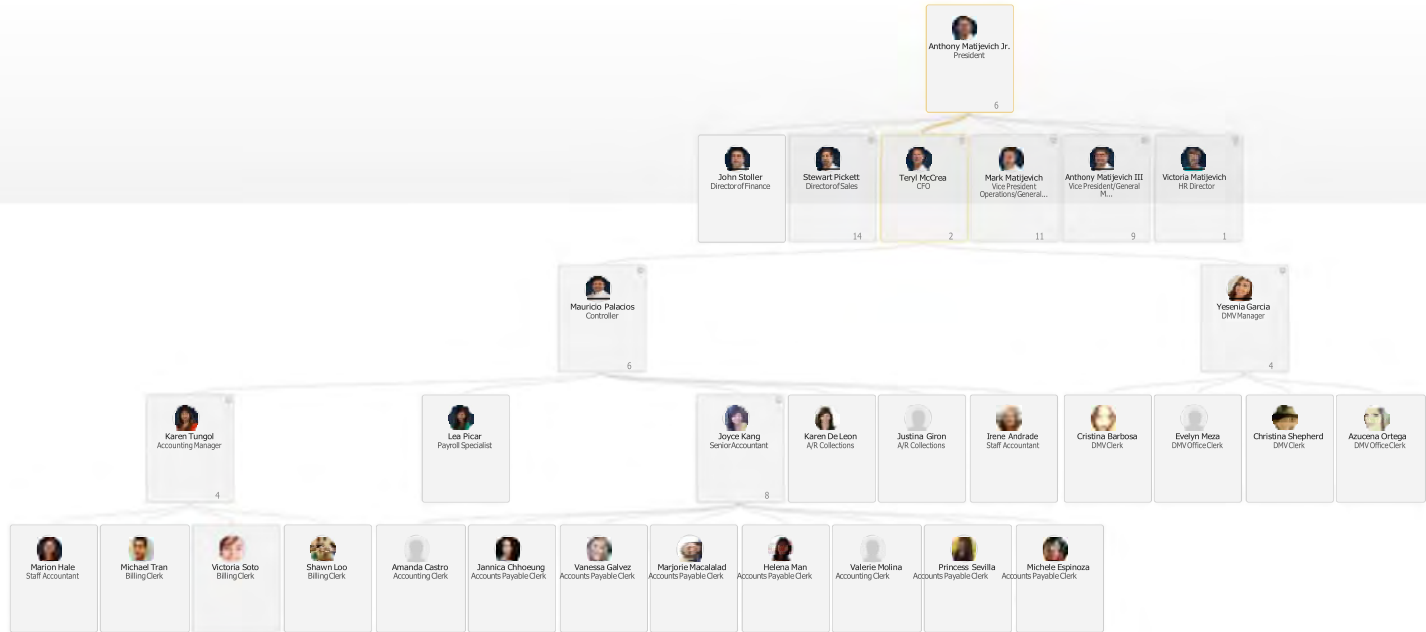 Anthony Matijevich Jr.
President
6
John Stoller
Director of Finance
Stewart Pickett
Director of Sales
14
Teryl McCrea
CFO
2
Mark Matijevich
Vice President
Operations/General...
11
Anthony Matijevich III
Vice President/General
M...
9
Victoria Matijevich
HR Director
1
Mauricio Palacios
Controller
6
Yesenia Garcia
DMV Manager
4
Karen Tungol
Accounting Manager
4
Lea Picar
Payroll Specialist
Joyce Kang
Senior Accountant
8
Karen De Leon
A/R Collections
Justina Giron
A/R Collections
Irene Andrade
Staff Accountant
Cristina Barbosa
DMV Clerk
Evelyn Meza
DMV Office Clerk
Christina Shepherd
DMV Clerk
Azucena Ortega
DMV Office Clerk
Marion Hale
Staff Accountant
Michael Tran
Billing Clerk
Victoria Soto
Billing Clerk
Shawn Loo
Billing Clerk
Amanda Castro
Accounting Clerk
Jannica Chhoeung
Accounts Payable Clerk
Vanessa Galvez
Accounts Payable Clerk
Marjorie Macalalad
Accounts Payable Clerk
Helena Man
Accounts Payable Clerk
Valerie Molina
Accounting Clerk
Princess Sevilla
Accounts Payable Clerk
Michele Espinoza
Accounts Payable Clerk